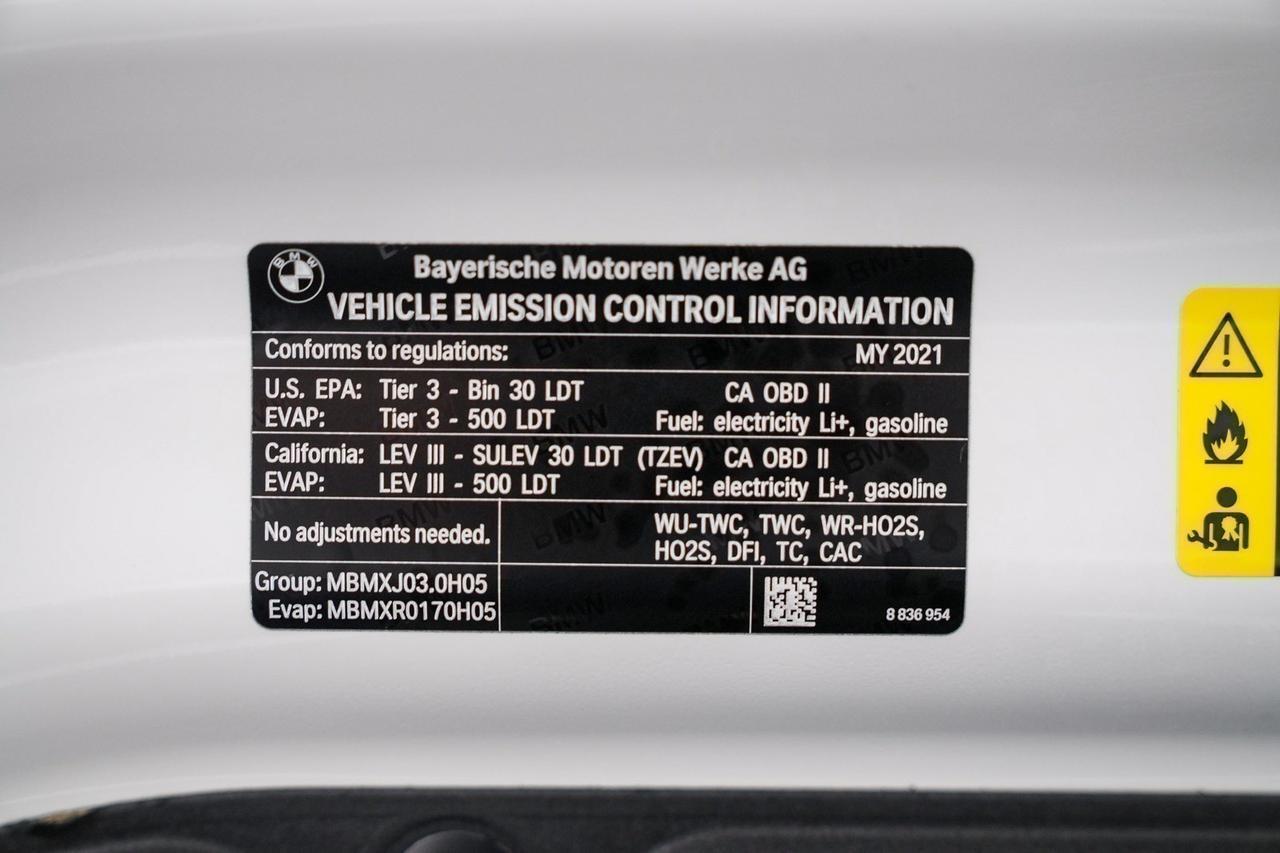 BMW
Bayerische Motoren Werke AG
VEHICLE EMISSION CONTROL INFORMATION
Conforms to regulations: MY 2021
U.S. EPA: Tier 3 - Bin 30 LDT CA OBD II
EVAP: Tier 3 - 500 LDT Fuel: electricity Li+, gasoline
California: LEV III - SULEV 30 LDT (TZEV) CA OBD II
EVAP: LEV III - 500 LDT Fuel: electricity Li+, gasoline
No adjustments needed.
WU-TWC, TWC, WR-HO2S,
HO2S, DFI, TC, CAC
Group: MBMXJ03.0H05
Evap: MBMXR0170H05
8 836 954